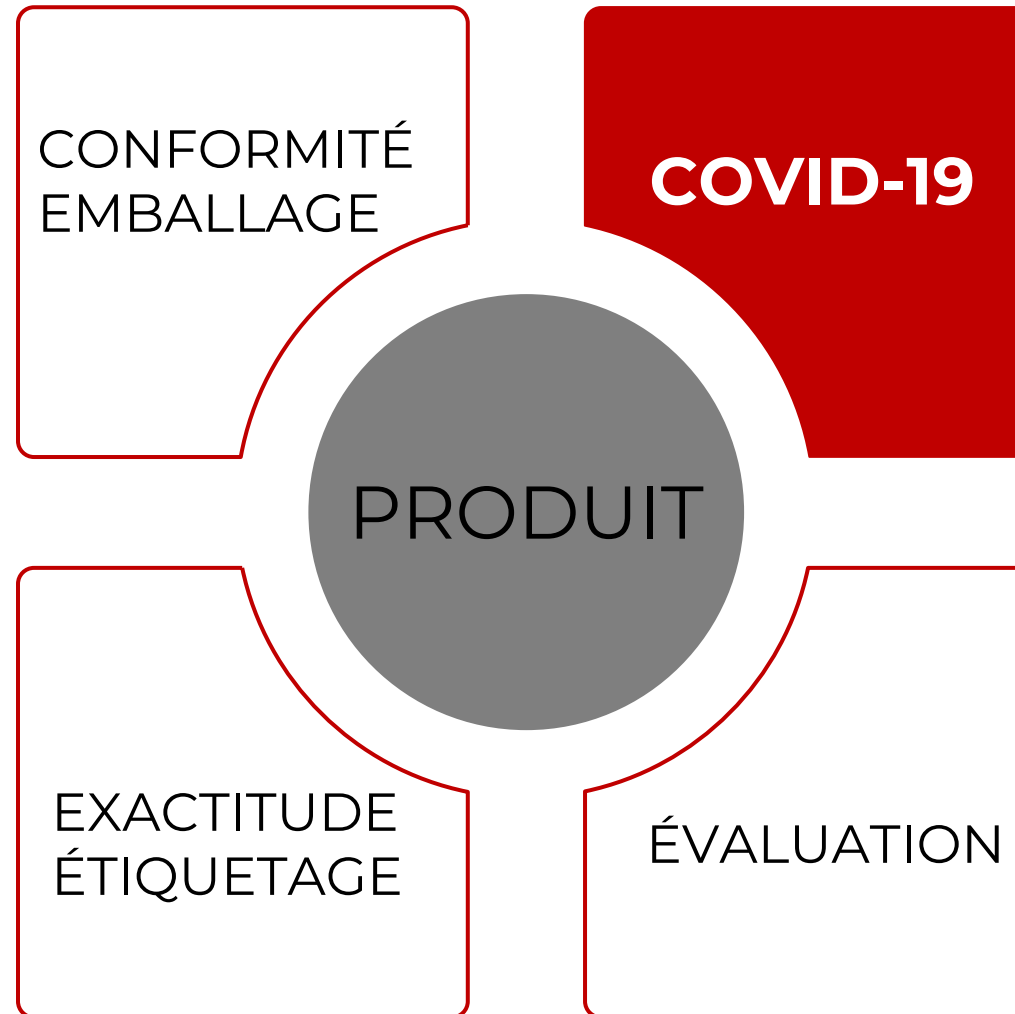 CONFORMITÉ
EMBALLAGE
COVID-19
PRODUIT
EXACTITUDE
ÉTIQUETAGE
ÉVALUATION